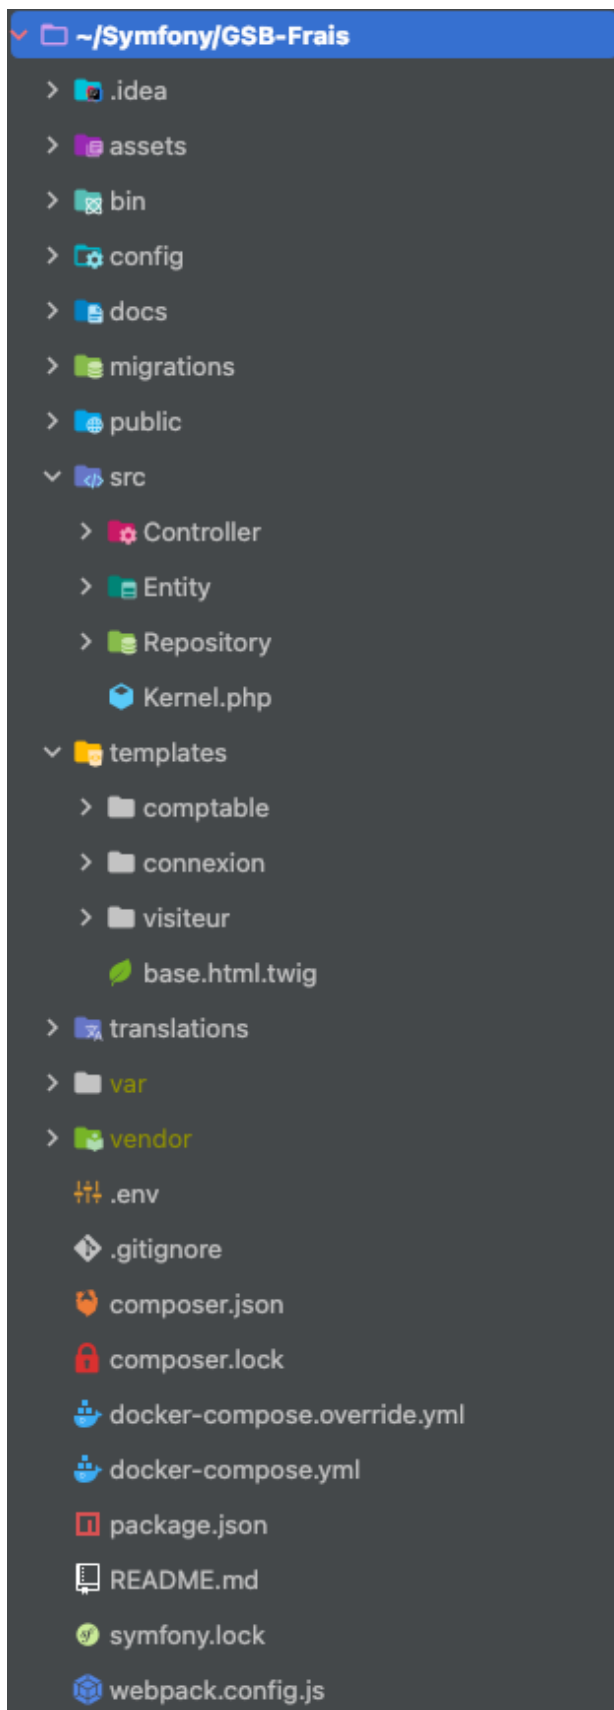 ~/Symfony/GSB-Frais
.idea
assets
bin
config
docs
migrations
public
src
Controller
Entity
Repository
Kernel.php
templates
comptable
connexion
visiteur
base.html.twig
translations
var
vendor
.env
.gitignore
composer.json
composer.lock
docker-compose.override.yml
docker-compose.yml
package.json
README.md
symfony.lock
webpack.config.js